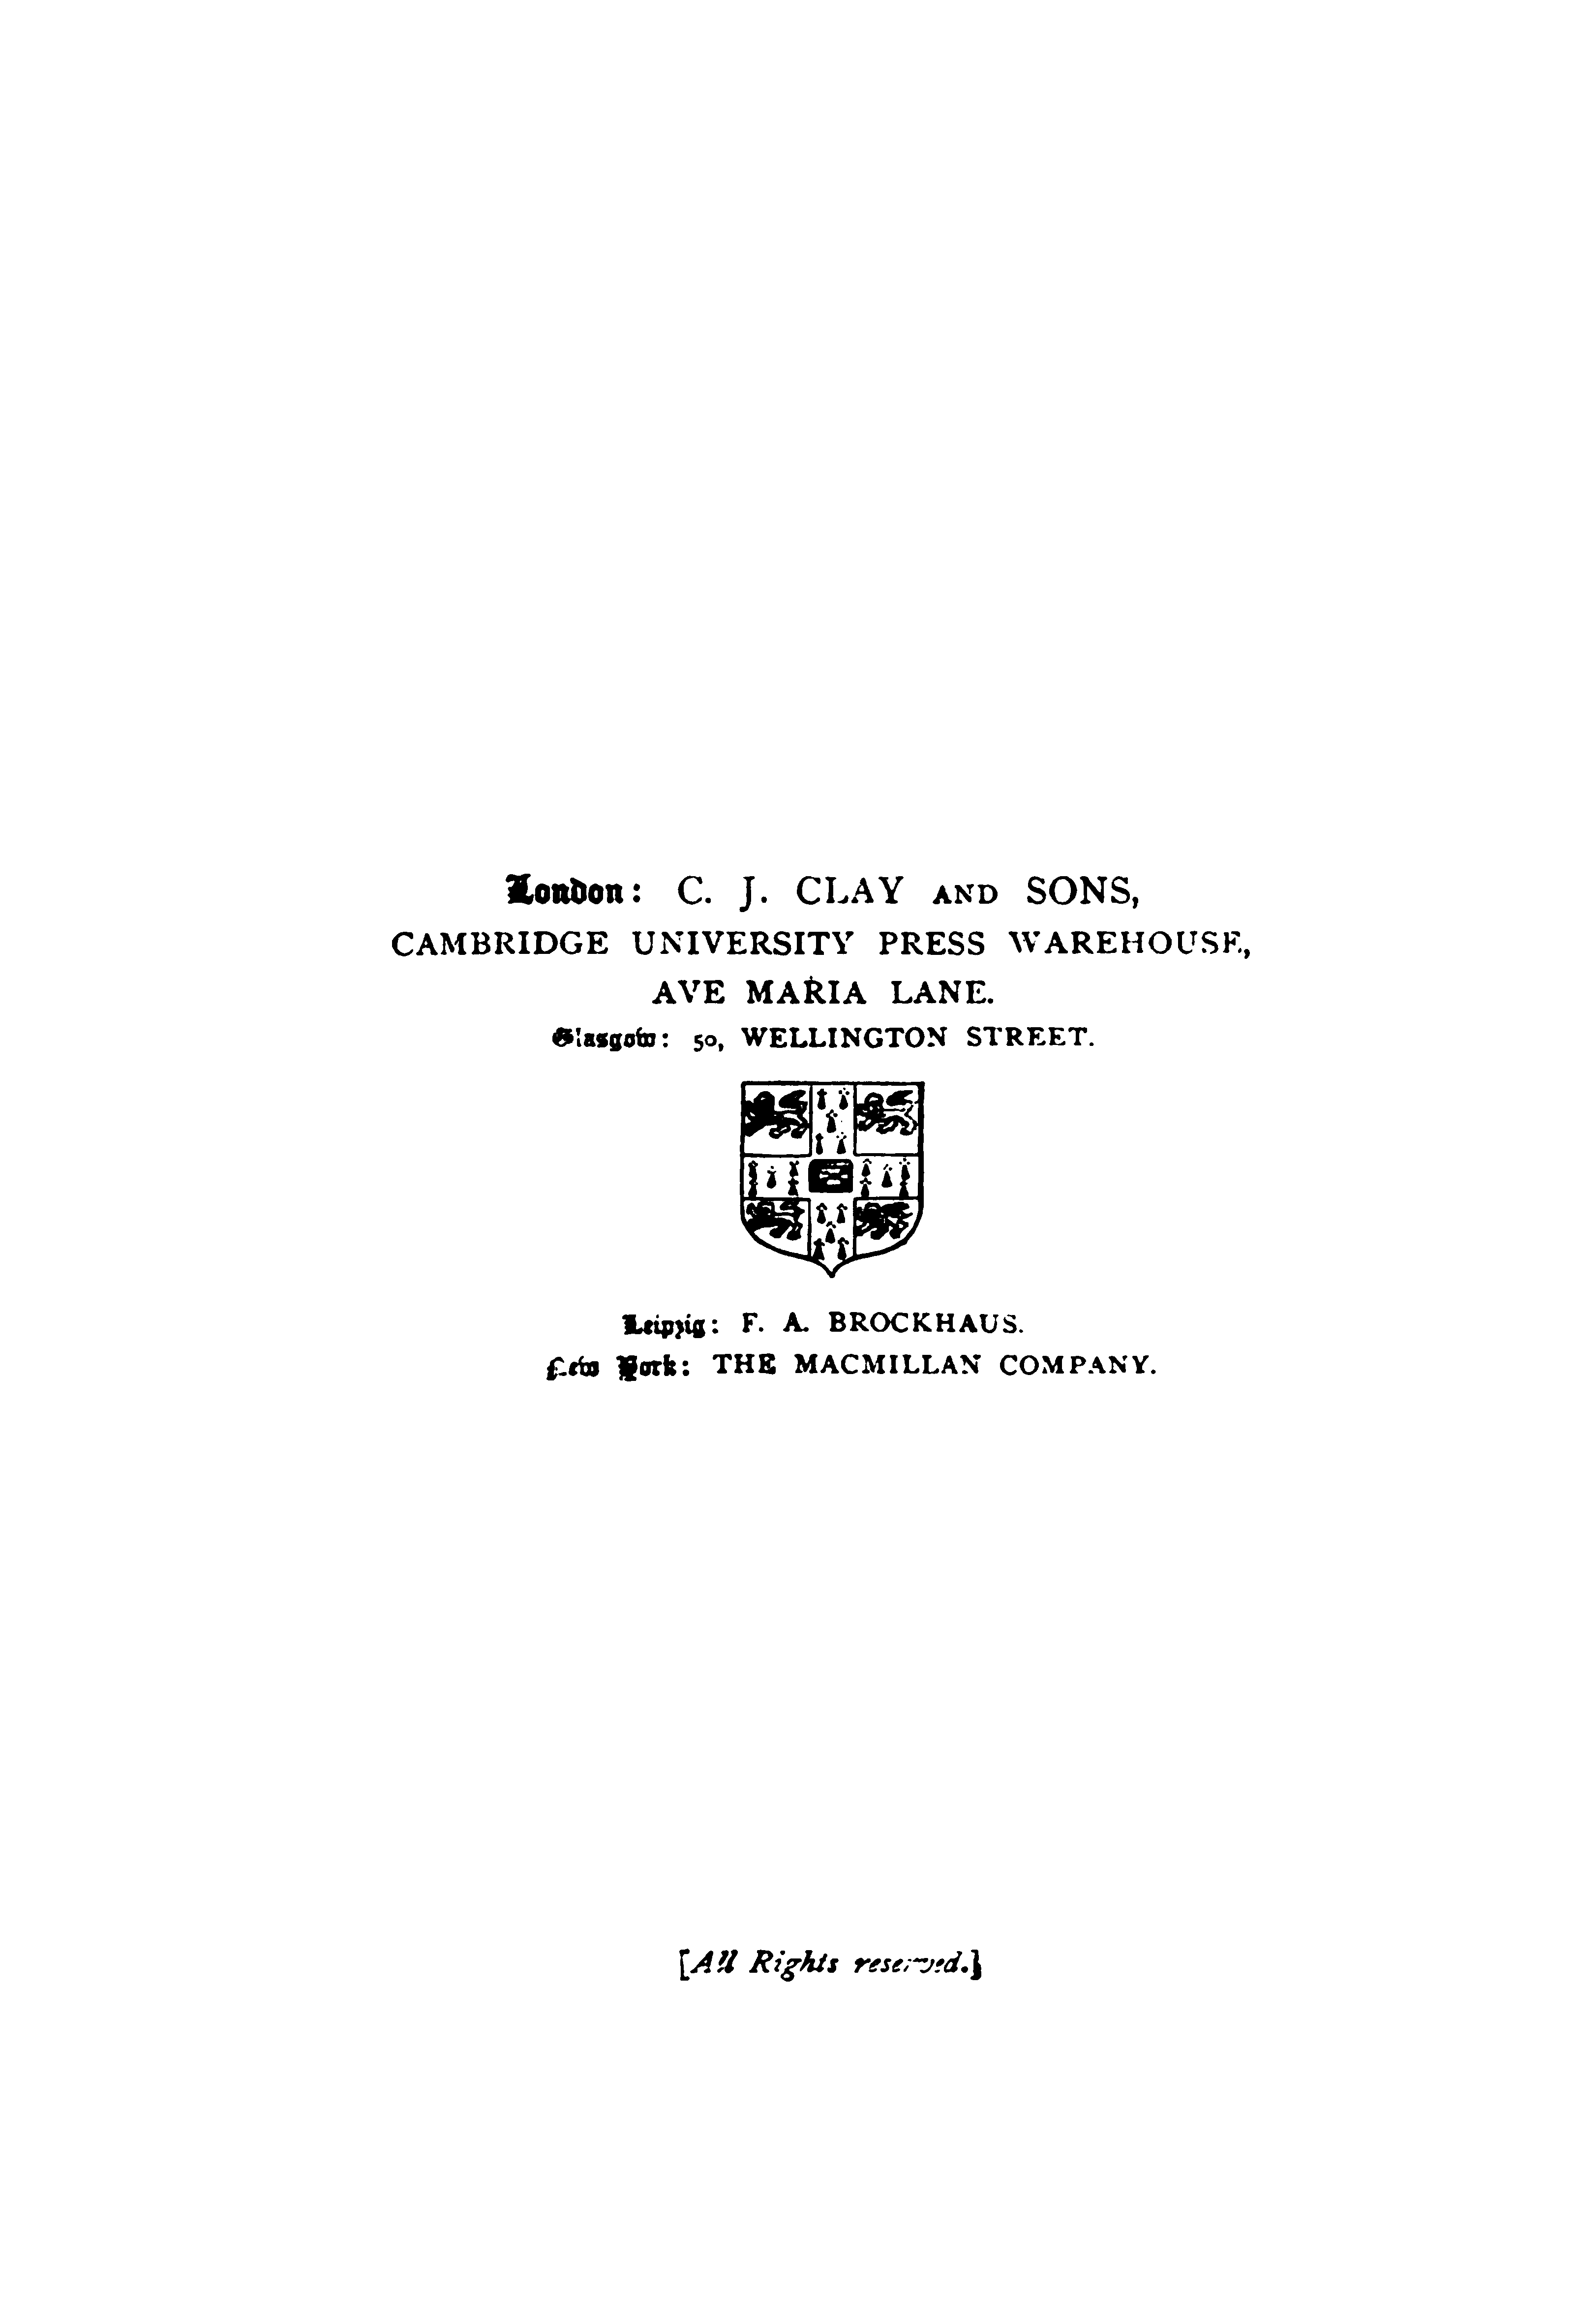 London: C. J. CLAY AND SONS,
CAMBRIDGE UNIVERSITY PRESS WAREHOUSE,
AVE MARIA LANE.
Glasgow: 50, WELLINGTON STREET.
Leipzig: F. A. BROCKHAUS.
New York: THE MACMILLAN COMPANY.
[All Rights reserved.]